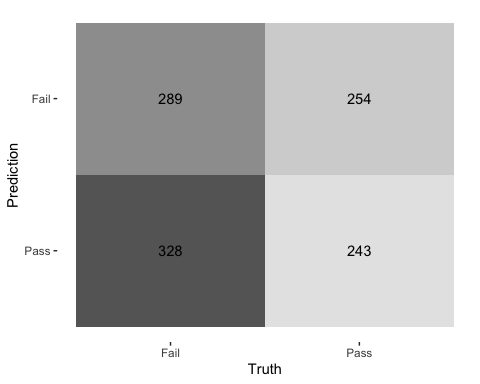 Prediction
Fail
289
254
Pass
328
243
Fail
Pass
Truth